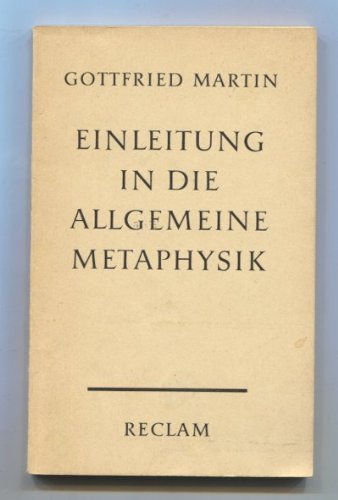 GOTTFRIED MARTIN
EINLEITUNG
IN DIE
ALLGEMEINE
METAPHYSIK
RECLAM